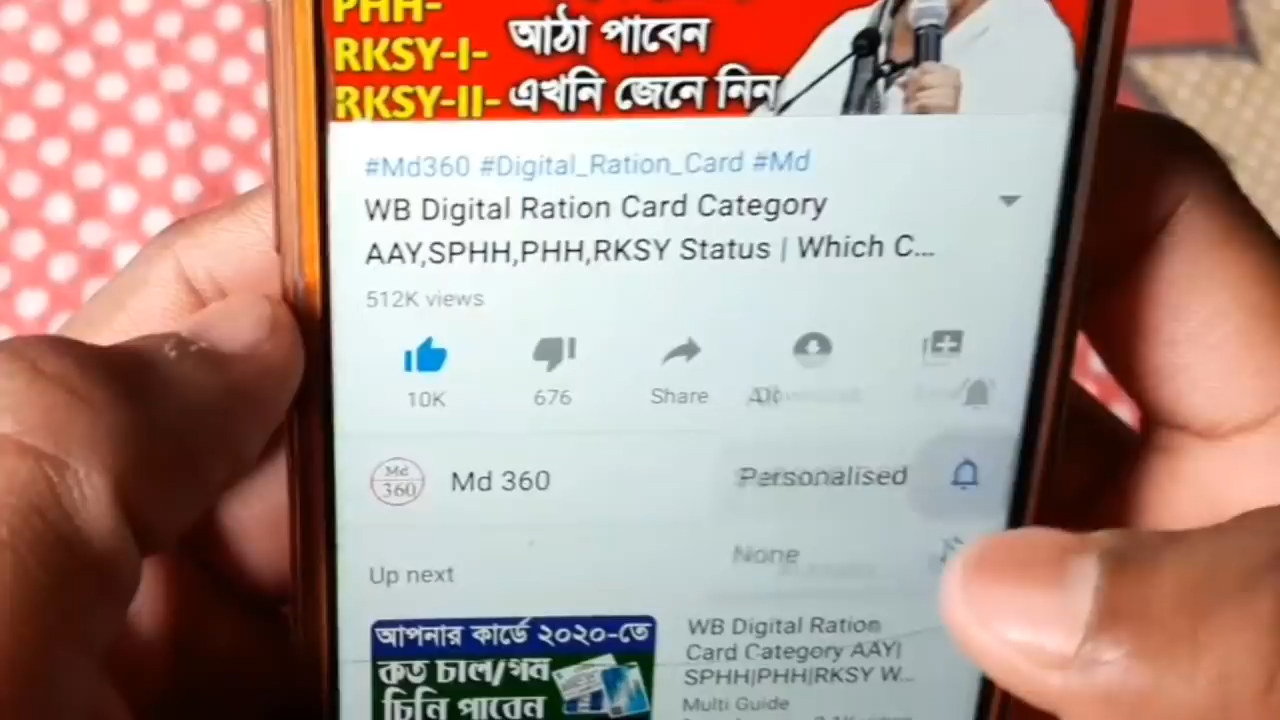 PHH-
RKSY-I- আঠা পাবেন
RKSY-II- এখনি জেনে নিন
#Md360 #Digital_Ration_Card #Md
WB Digital Ration Card Category
AAY,SPHH,PHH,RKSY Status | Which C...
512K views
10K 676 Share
Md 360 Md 360 Personalised
None
Up next
আপনার কার্ডে ২০২০-তে
কত চাল/গম
চিনি পাবেন
WB Digital Ration
Card Category AAY|
SPHH|PHH|RKSY W...
Multi Guide